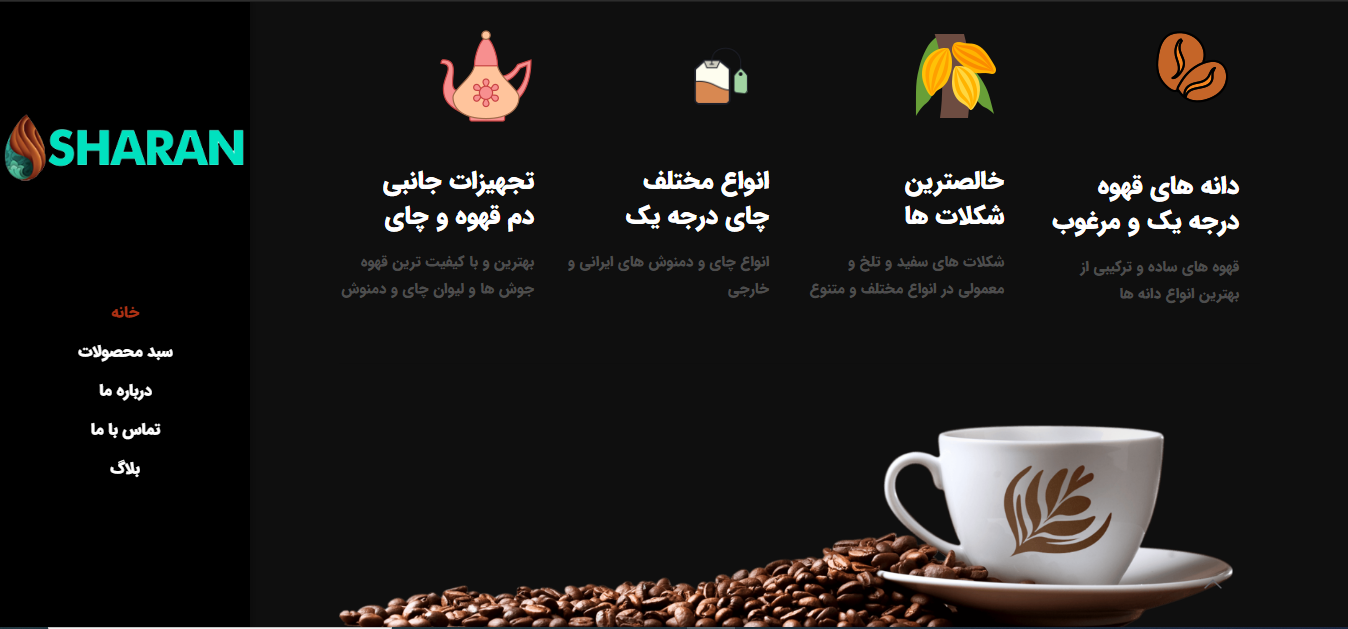 SHARAN
خانه
سبد محصولات
درباره ما
تماس با ما
بلاگ
دانه های قهوه
درجه یک و مرغوب
قهوه های ساده و ترکیبی از
بهترین انواع دانه ها
خالصترین
شکلات ها
شکلات های سفید و تلخ و
معمولی در انواع مختلف و متنوع
انواع مختلف
چای درجه یک
انواع چای و دمنوش های ایرانی و
خارجی
تجهیزات جانبی
دم قهوه و چای
بهترین و با کیفیت ترین قهوه
جوش ها و لیوان چای و دمنوش